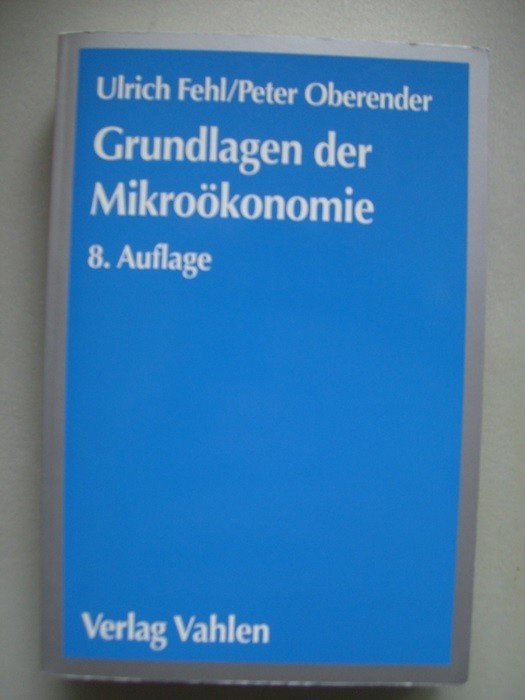 Ulrich Fehl/Peter Oberender
Grundlagen der
Mikroökonomie
8. Auflage
Verlag Vahlen